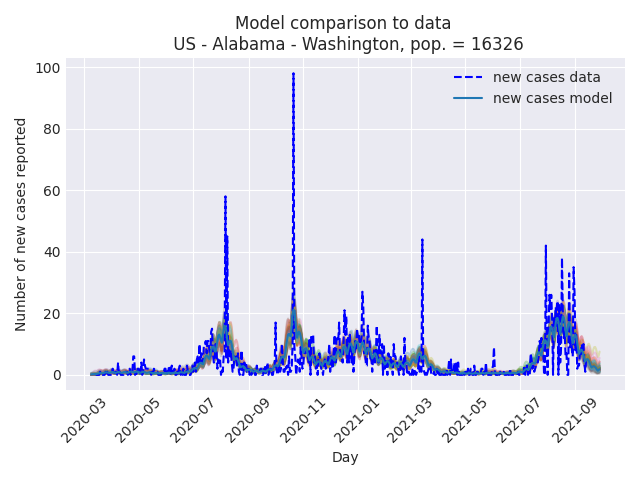 Model comparison to data
US - Alabama - Washington, pop. = 16326
new cases data
new cases model
Number of new cases reported
100
80
60
40
20
0
2020-03
2020-05
2020-07
2020-09
2020-11
2021-01
2021-03
2021-05
2021-07
2021-09
Day